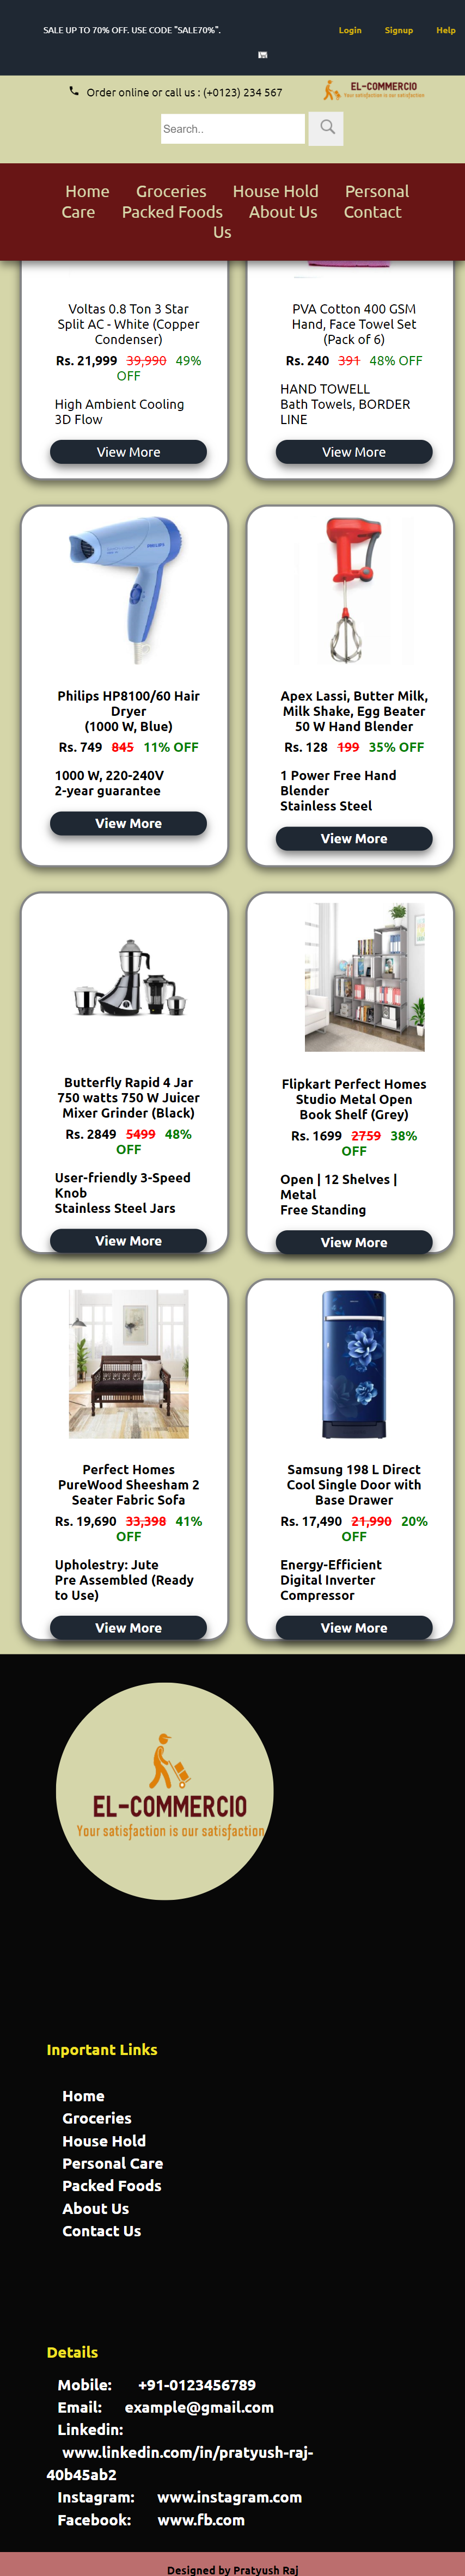 SALE UP TO 70% OFF. USE CODE "SALE70%".
Login Signup Help
Order online or call us : (+0123) 234 567
EL-COMMERCIO
Your satisfaction is our satisfaction
Search..
Home Groceries House Hold Personal
Care Packed Foods About Us Contact
Us
Voltas 0.8 Ton 3 Star
Split AC - White (Copper
Condenser)
Rs. 21,999 39,990 49%
OFF
High Ambient Cooling
3D Flow
View More
PVA Cotton 400 GSM
Hand, Face Towel Set
(Pack of 6)
Rs. 240 391 48% OFF
HAND TOWELL
Bath Towels, BORDER
LINE
View More
PHILIPS
Philips HP8100/60 Hair
Dryer
(1000 W, Blue)
Rs. 749 845 11% OFF
1000 W, 220-240V
2-year guarantee
View More
Apex Lassi, Butter Milk,
Milk Shake, Egg Beater
50 W Hand Blender
Rs. 128 199 35% OFF
1 Power Free Hand
Blender
Stainless Steel
View More
Butterfly Rapid 4 Jar
750 watts 750 W Juicer
Mixer Grinder (Black)
Rs. 2849 5499 48%
OFF
User-friendly 3-Speed
Knob
Stainless Steel Jars
View More
Flipkart Perfect Homes
Studio Metal Open
Book Shelf (Grey)
Rs. 1699 2759 38%
OFF
Open | 12 Shelves |
Metal
Free Standing
View More
Perfect Homes
PureWood Sheesham 2
Seater Fabric Sofa
Rs. 19,690 33,398 41%
OFF
Upholestry: Jute
Pre Assembled (Ready
to Use)
View More
Samsung 198 L Direct
Cool Single Door with
Base Drawer
Rs. 17,490 21,990 20%
OFF
Energy-Efficient
Digital Inverter
Compressor
View More
EL-COMMERCIO
Your satisfaction is our satisfaction
Inportant Links
Home
Groceries
House Hold
Personal Care
Packed Foods
About Us
Contact Us
Details
Mobile: +91-0123456789
Email: example@gmail.com
Linkedin:
www.linkedin.com/in/pratyush-raj-
40b45ab2
Instagram: www.instagram.com
Facebook: www.fb.com
Designed by Pratyush Raj